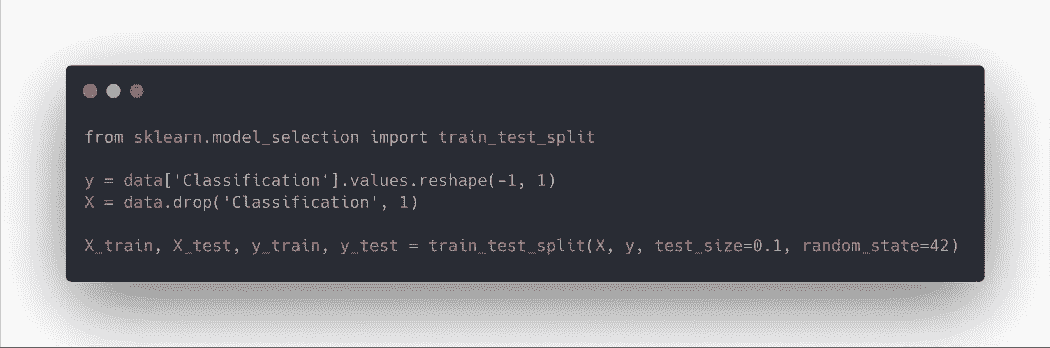 from sklearn.model_selection import train_test_split
y = data['Classification'].values.reshape(-1, 1)
X = data.drop('Classification', 1)
X_train, X_test, y_train, y_test = train_test_split(X, y, test_size=0.1, random_state=42)